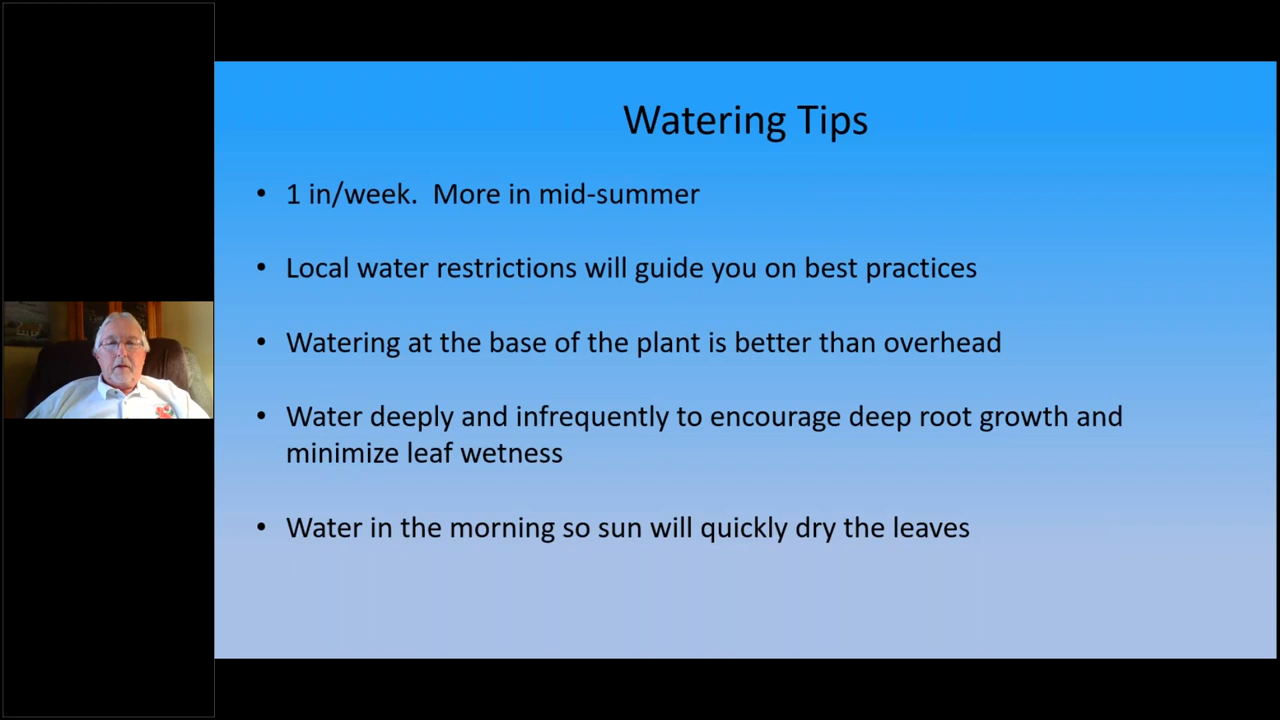 Watering Tips
• 1 in/week.  More in mid-summer
• Local water restrictions will guide you on best practices
• Watering at the base of the plant is better than overhead
• Water deeply and infrequently to encourage deep root growth and
minimize leaf wetness
• Water in the morning so sun will quickly dry the leaves